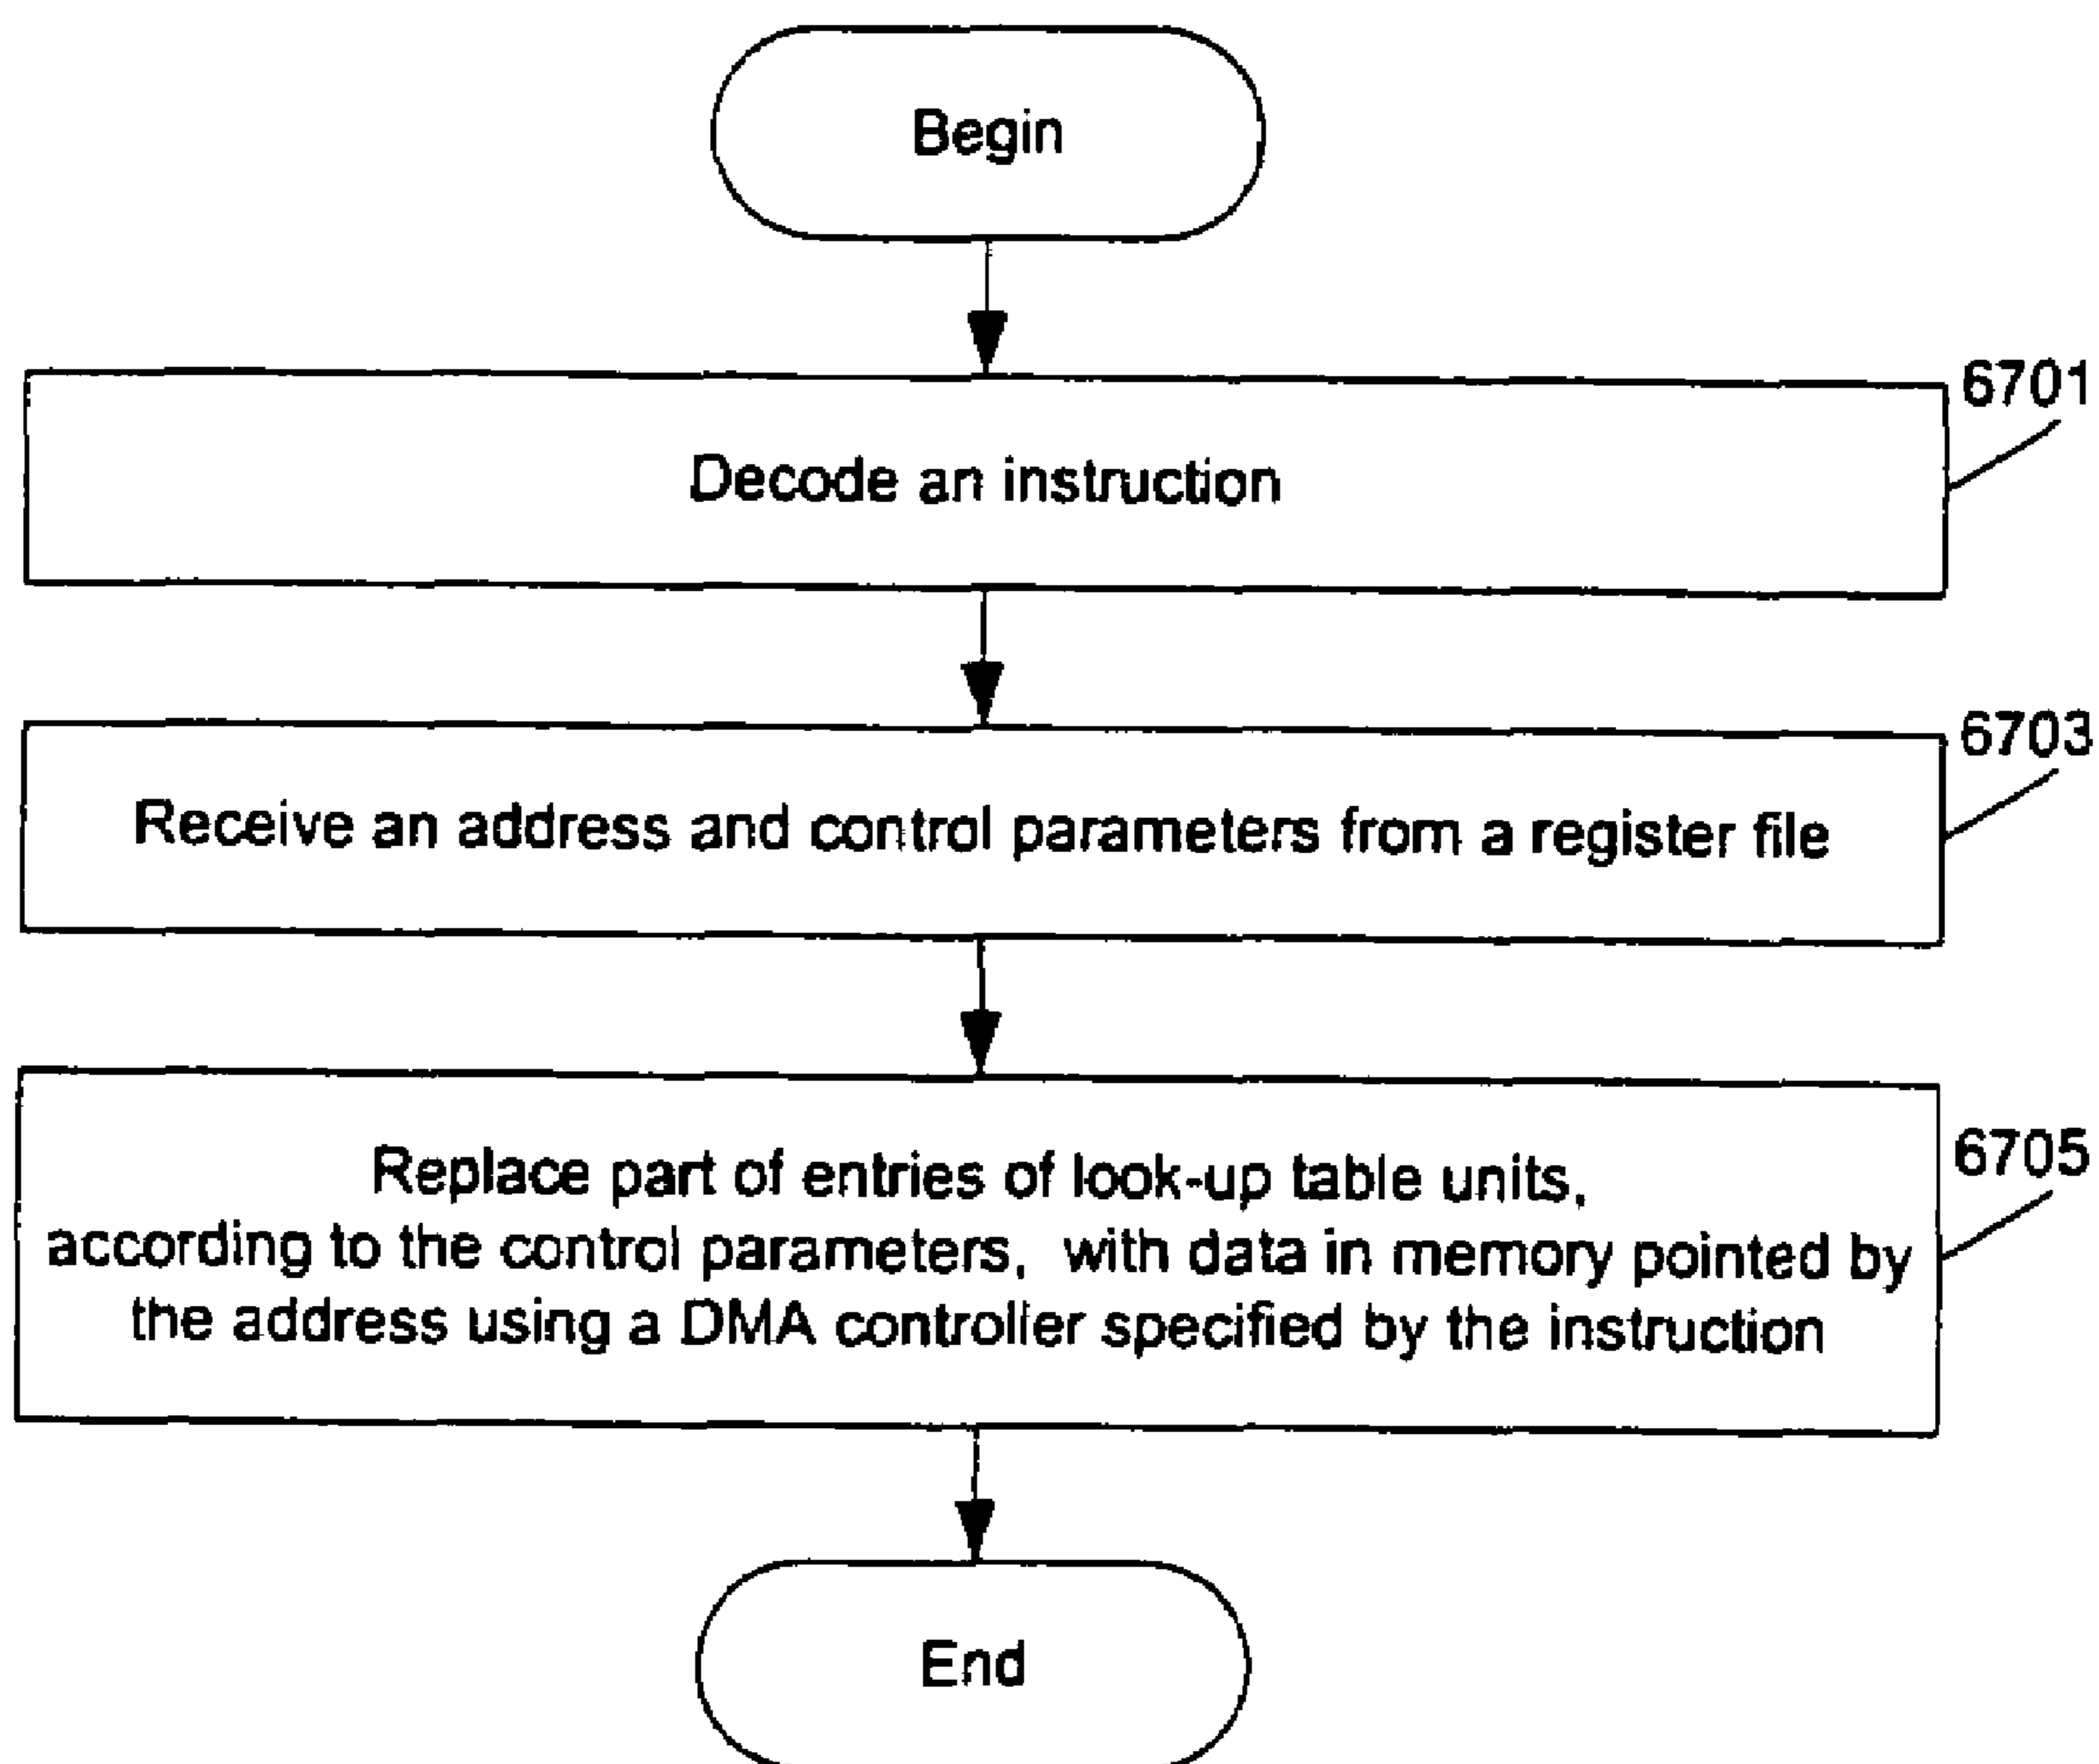 Begin
6701
Decode an instruction
6703
Receive an address and control parameters from a register file
6705
Replace part of entries of look-up table units,
according to the control parameters, with data in memory pointed by
the address using a DMA controller specified by the instruction
End